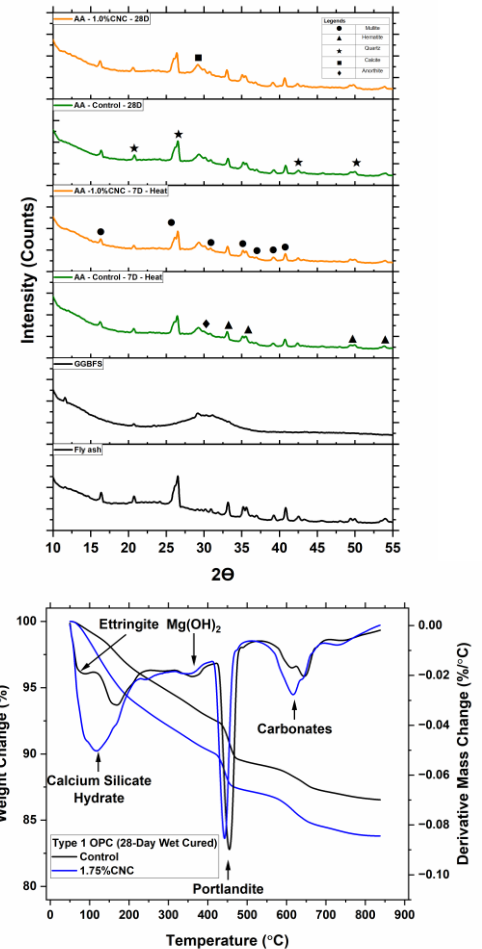 AA - 1.0%CNC - 28D
Legends
Mullite
Hematite
Quartz
Calcite
Anorthite
AA - Control - 28D
AA -1.0%CNC - 7D - Heat
AA - Control - 7D - Heat
GGBFS
Fly ash
Intensity (Counts)
10 15 20 25 30 35 40 45 50 55
2Ɵ
100
95
90
85
80
Weight Change (%)
Ettringite Mg(OH)₂
Calcium Silicate
Hydrate
Carbonates
Portlandite
Type 1 OPC (28-Day Wet Cured)
Control
1.75%CNC
0.00
−0.02
−0.04
−0.06
−0.08
−0.10
Derivative Mass Change (%/°C)
0 100 200 300 400 500 600 700 800 900
Temperature (°C)